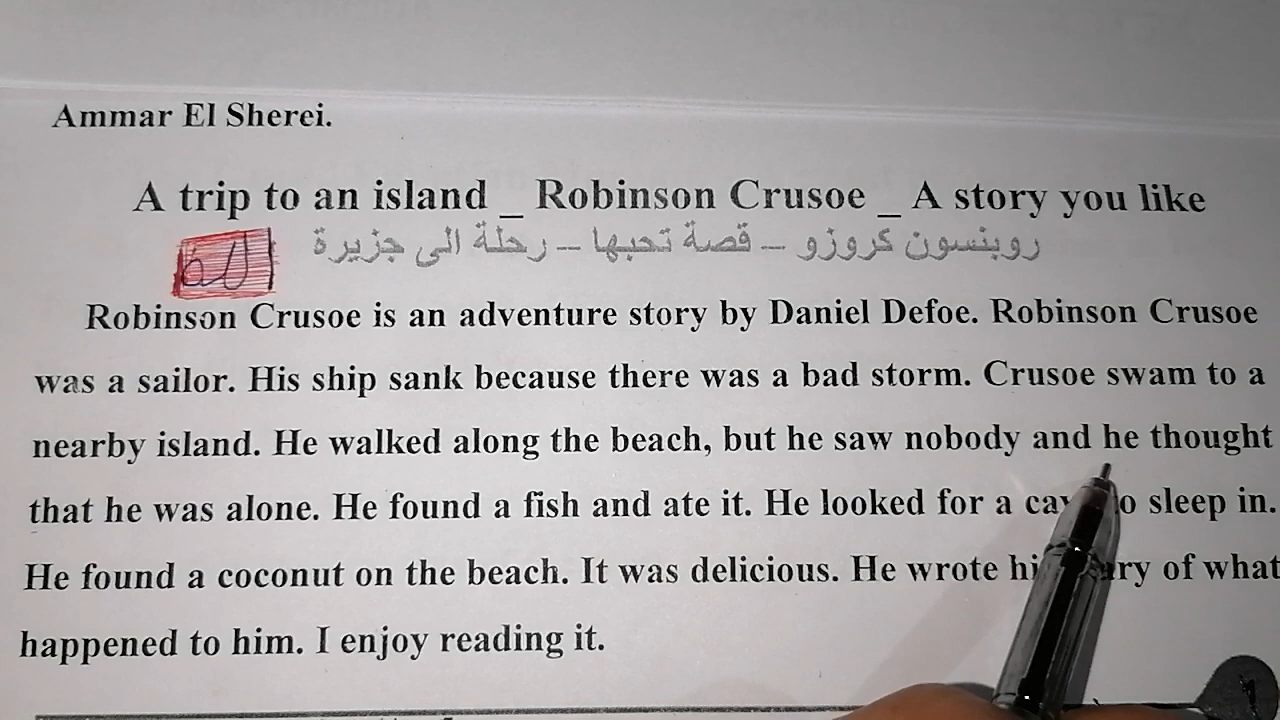 Ammar El Sherei.
A trip to an island _ Robinson Crusoe _ A story you like
روبنسون كروزو – قصة تحبها – رحلة الى جزيرة
Robinson Crusoe is an adventure story by Daniel Defoe. Robinson Crusoe
was a sailor. His ship sank because there was a bad storm. Crusoe swam to a
nearby island. He walked along the beach, but he saw nobody and he thought
that he was alone. He found a fish and ate it. He looked for a sleep in.
He found a coconut on the beach. It was delicious. He wrote of what
happened to him. I enjoy reading it.
١